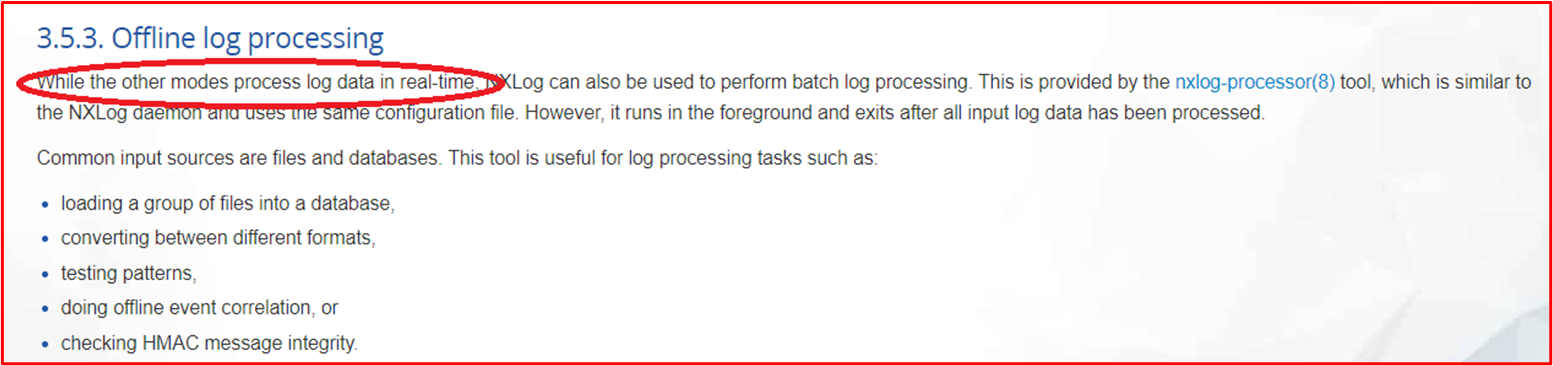 3.5.3. Offline log processing
While the other modes process log data in real-time, NXLog can also be used to perform batch log processing. This is provided by the nxlog-processor(8) tool, which is similar to
the NXLog daemon and uses the same configuration file. However, it runs in the foreground and exits after all input log data has been processed.
Common input sources are files and databases. This tool is useful for log processing tasks such as:
• loading a group of files into a database,
• converting between different formats,
• testing patterns,
• doing offline event correlation, or
• checking HMAC message integrity.